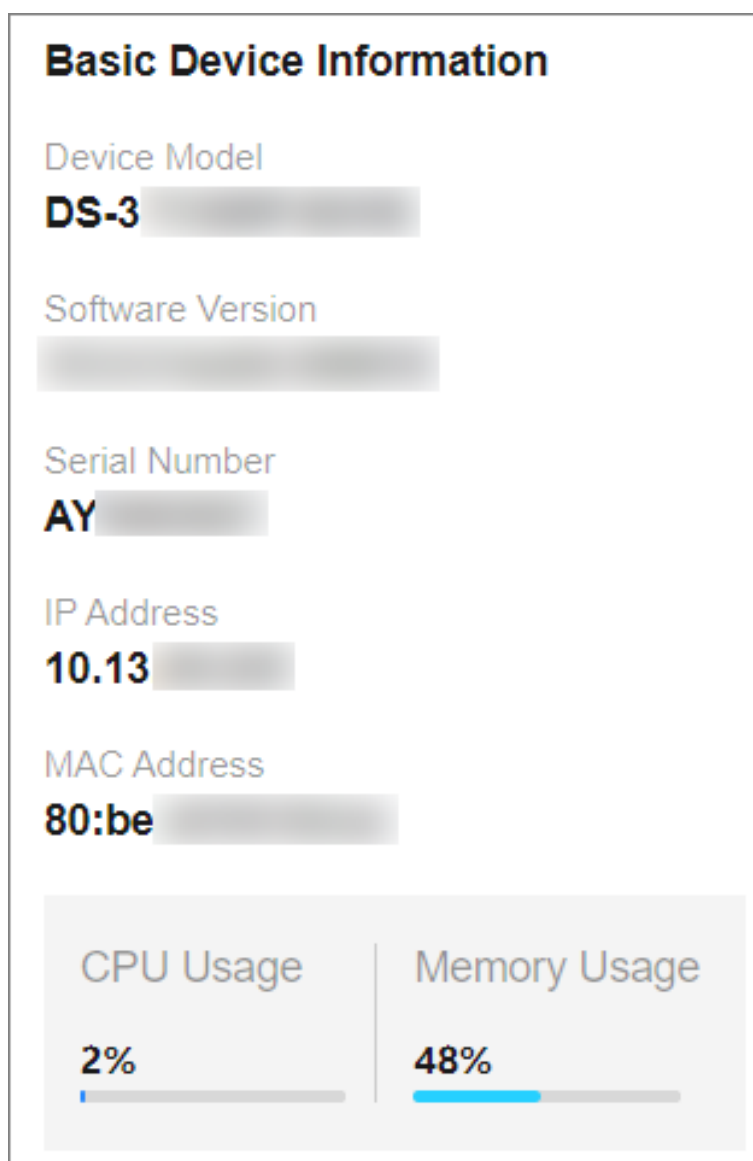 Basic Device Information
Device Model
DS-3
Software Version
Serial Number
AY
IP Address
10.13
MAC Address
80:be
CPU Usage Memory Usage
2% 48%